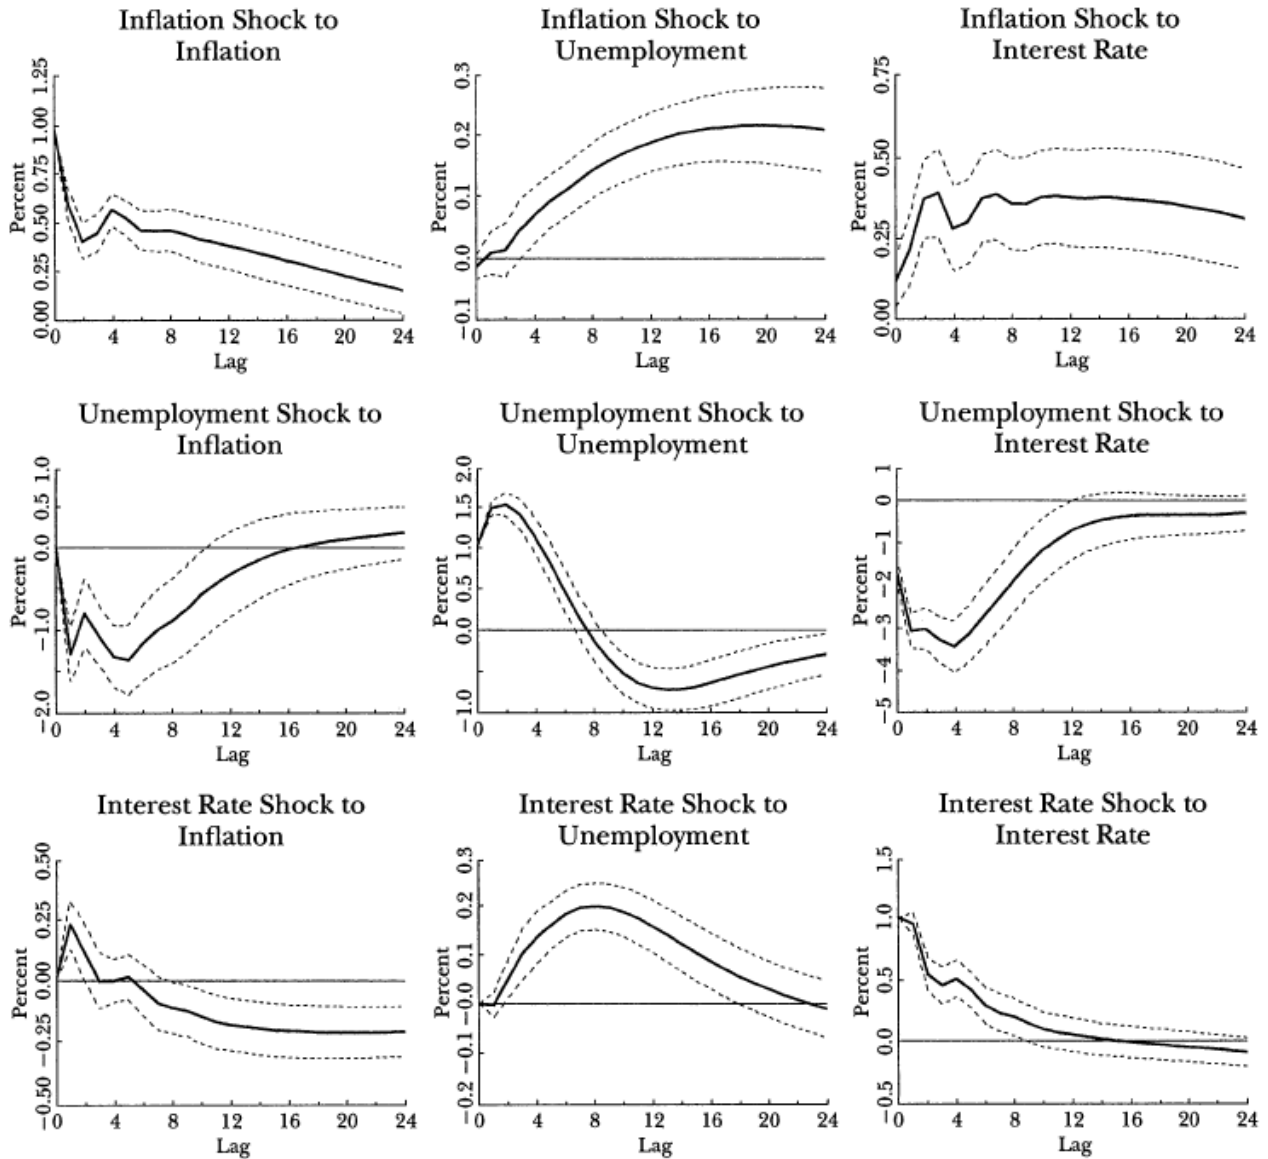 Inflation Shock to
Inflation
Percent
0.00 0.25 0.50 0.75 1.00 1.25
0 4 8 12 16 20 24
Lag
Inflation Shock to
Unemployment
Percent
−0.1 0.0 0.1 0.2 0.3
0 4 8 12 16 20 24
Lag
Inflation Shock to
Interest Rate
Percent
0.00 0.25 0.50 0.75
0 4 8 12 16 20 24
Lag
Unemployment Shock to
Inflation
Percent
−2.0 −1.0 0.0 0.5 1.0
0 4 8 12 16 20 24
Lag
Unemployment Shock to
Unemployment
Percent
−1.0 0.0 0.5 1.0 1.5 2.0
0 4 8 12 16 20 24
Lag
Unemployment Shock to
Interest Rate
Percent
−5 −4 −3 −2 −1 0 1
0 4 8 12 16 20 24
Lag
Interest Rate Shock to
Inflation
Percent
−0.50 −0.25 0.00 0.25 0.50
0 4 8 12 16 20 24
Lag
Interest Rate Shock to
Unemployment
Percent
−0.2 −0.1 −0.0 0.1 0.2 0.3
0 4 8 12 16 20 24
Lag
Interest Rate Shock to
Interest Rate
Percent
−0.5 0.0 0.5 1.0 1.5
0 4 8 12 16 20 24
Lag